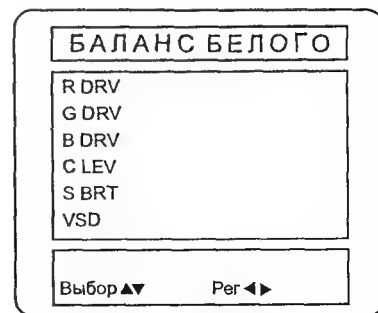 БАЛАНС БЕЛОГО
R DRV
G DRV
B DRV
C LEV
S BRT
VSD
Выбор ▲▼ Рег ◀ ▶